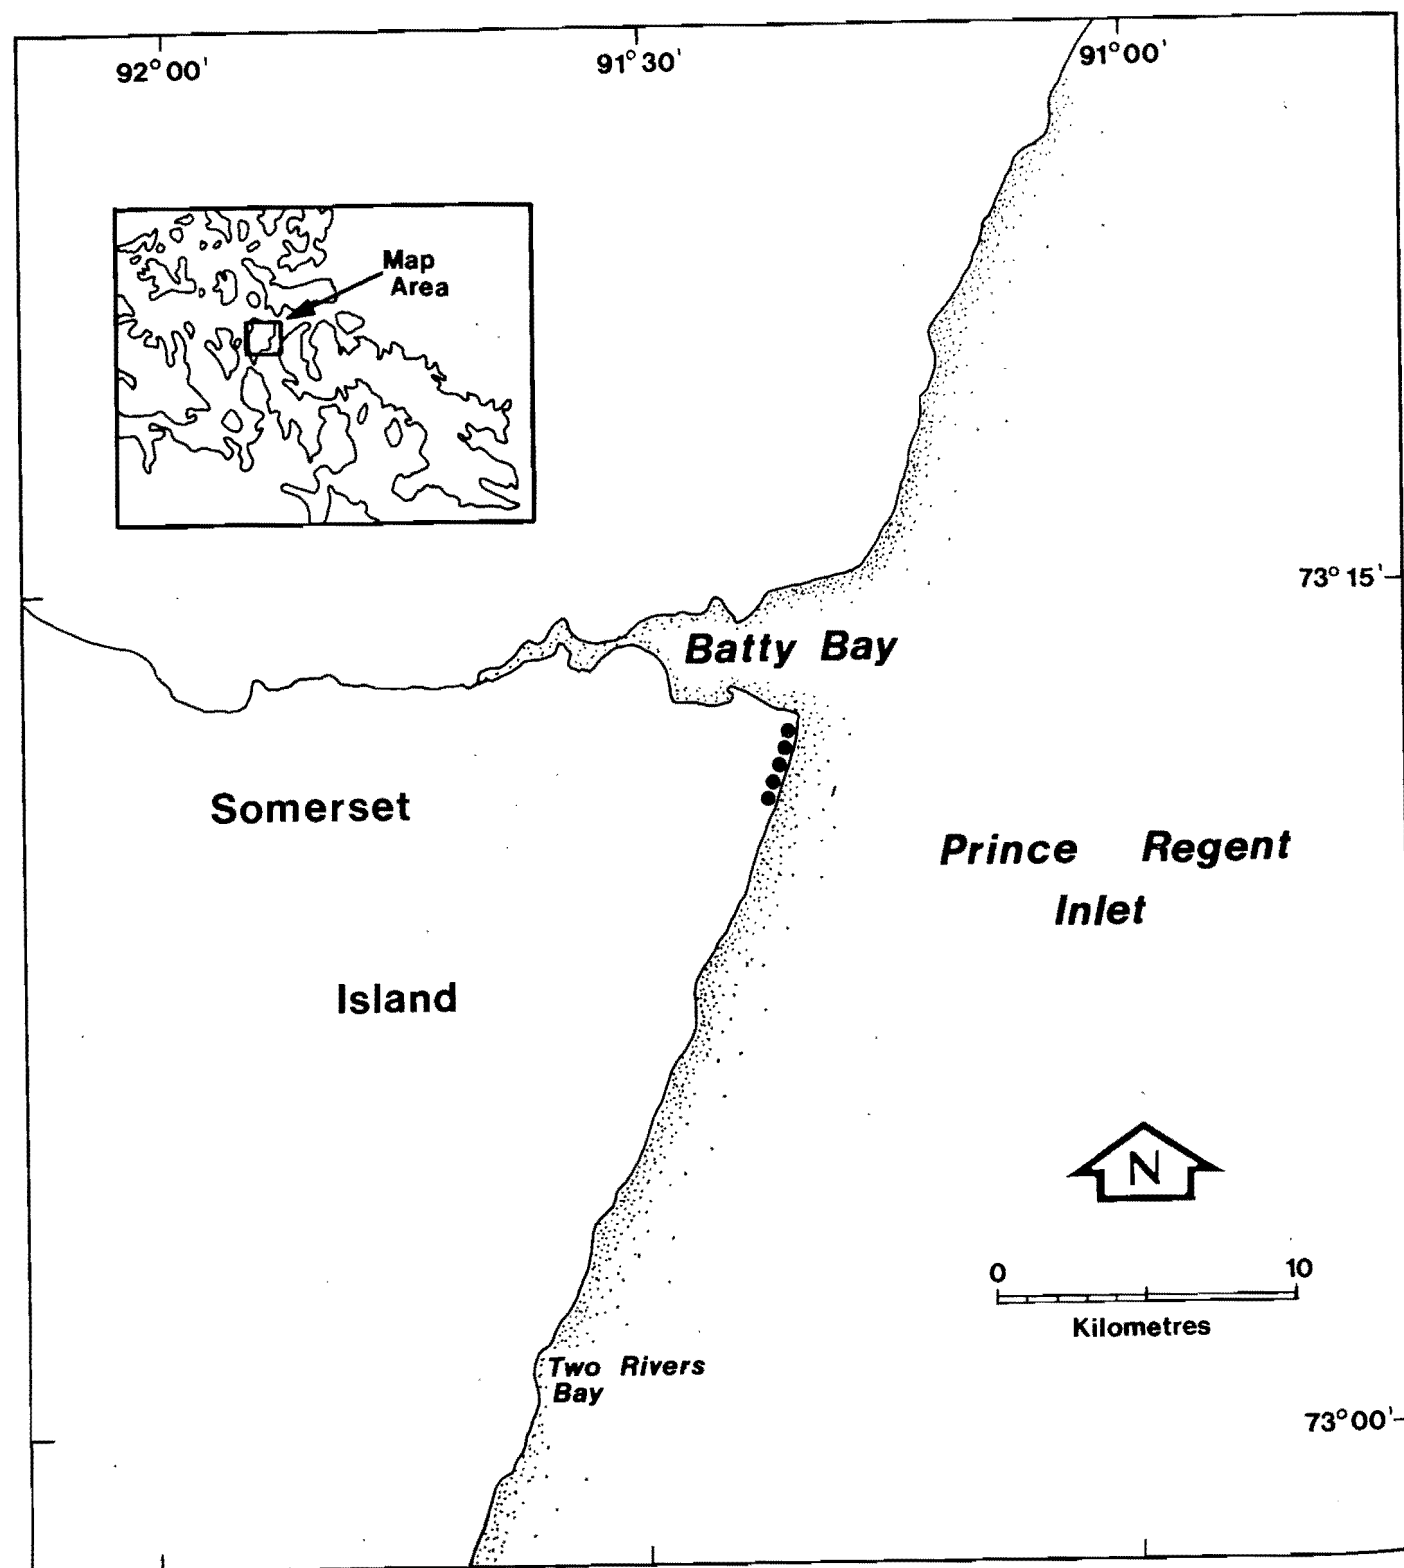 92°00'
91°30'
91°00'
Map
Area
73°15'
Batty Bay
Somerset
Prince Regent
Inlet
Island
N
0 10
Kilometres
Two Rivers
Bay
73°00'